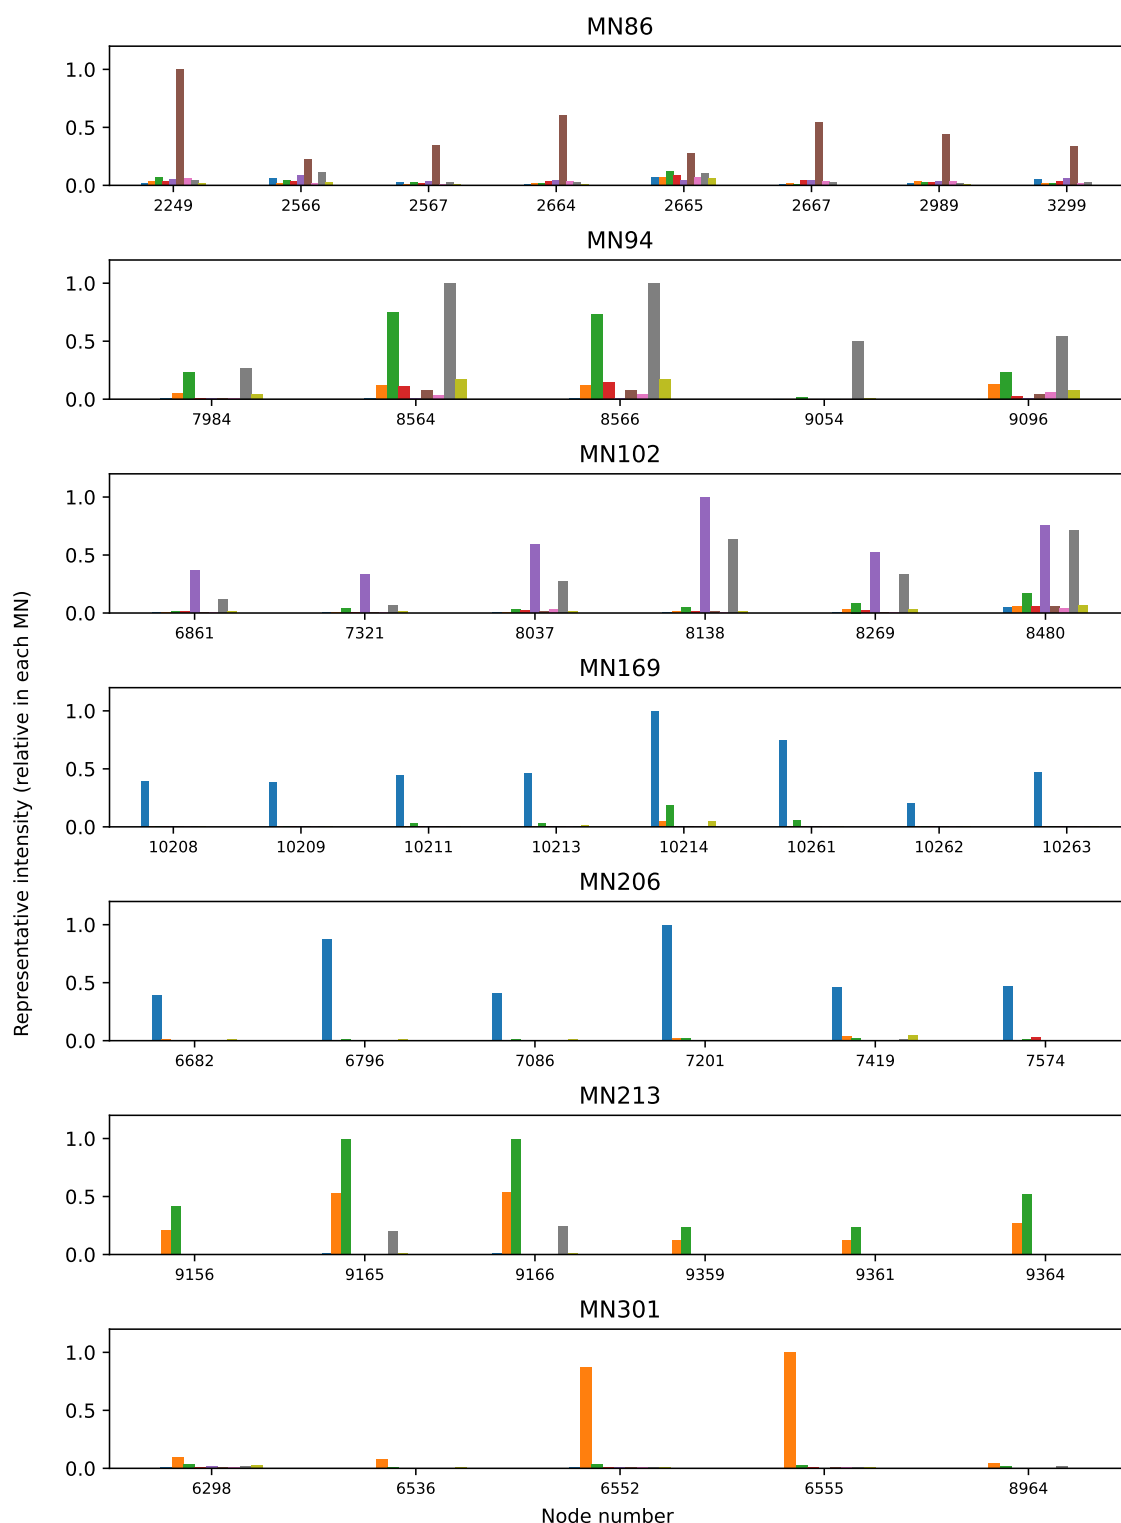 MN86
1.0
0.5
0.0
2249 2566 2567 2664 2665 2667 2989 3299
MN94
1.0
0.5
0.0
7984 8564 8566 9054 9096
MN102
1.0
0.5
0.0
6861 7321 8037 8138 8269 8480
MN169
1.0
0.5
0.0
10208 10209 10211 10213 10214 10261 10262 10263
MN206
1.0
0.5
0.0
6682 6796 7086 7201 7419 7574
MN213
1.0
0.5
0.0
9156 9165 9166 9359 9361 9364
MN301
1.0
0.5
0.0
6298 6536 6552 6555 8964
Node number
Representative intensity (relative in each MN)